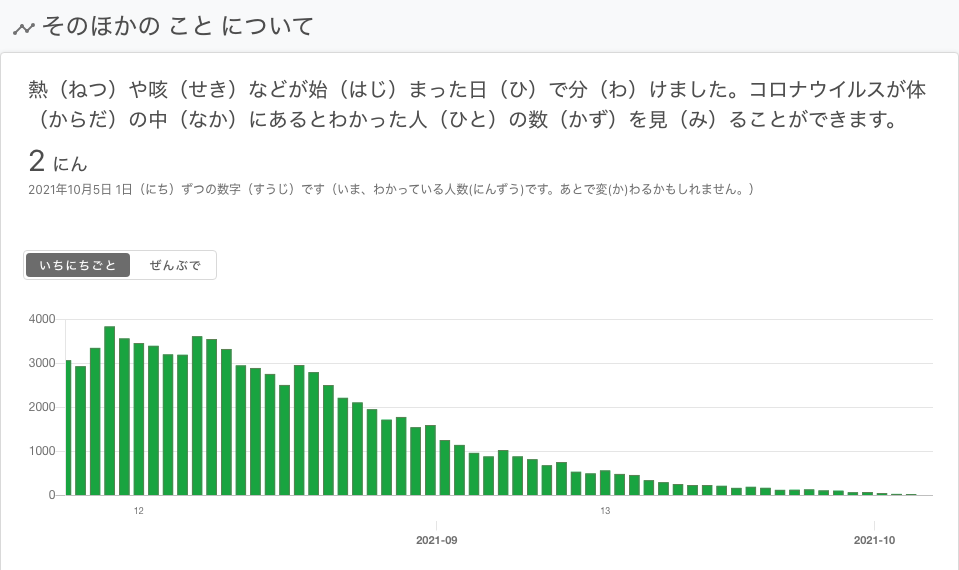 そのほかの こと について
熱（ねつ）や咳（せき）などが始（はじ）まった日（ひ）で分（わ）けました。コロナウイルスが体
（からだ）の中（なか）にあるとわかった人（ひと）の数（かず）を見（み）ることができます。
2 にん
2021年10月5日 1日（にち）ずつの数字（すうじ）です（いま、わかっている人数(にんずう)です。あとで変(か)わるかもしれません。）
いちにちごと ぜんぶで
4000
3000
2000
1000
0
12 13
2021-09 2021-10